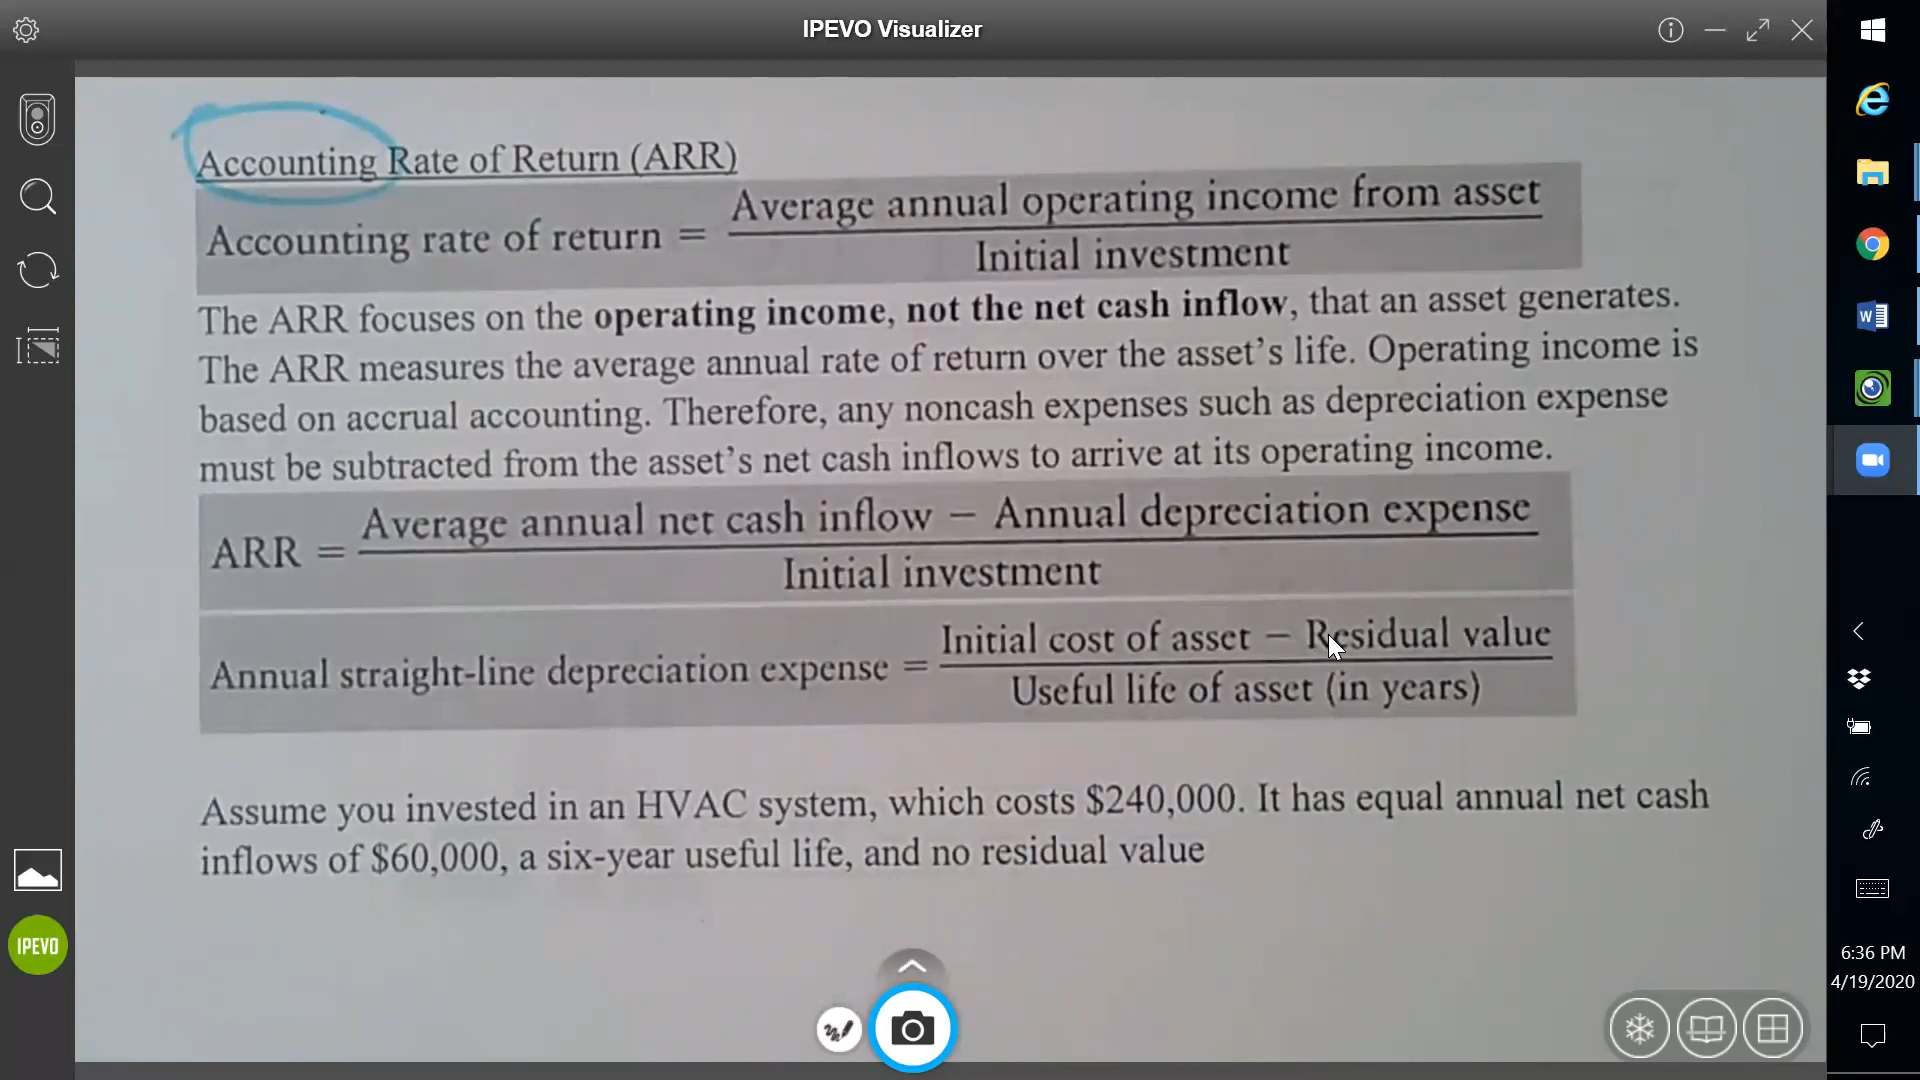 IPEVO Visualizer
Accounting Rate of Return (ARR)
Accounting rate of return = Average annual operating income from asset
Initial investment
The ARR focuses on the operating income, not the net cash inflow, that an asset generates.
The ARR measures the average annual rate of return over the asset's life. Operating income is
based on accrual accounting. Therefore, any noncash expenses such as depreciation expense
must be subtracted from the asset's net cash inflows to arrive at its operating income.
ARR = Average annual net cash inflow − Annual depreciation expense
Initial investment
Annual straight-line depreciation expense = Initial cost of asset − Residual value
Useful life of asset (in years)
Assume you invested in an HVAC system, which costs $240,000. It has equal annual net cash
inflows of $60,000, a six-year useful life, and no residual value
IPEVO
W
6:36 PM
4/19/2020